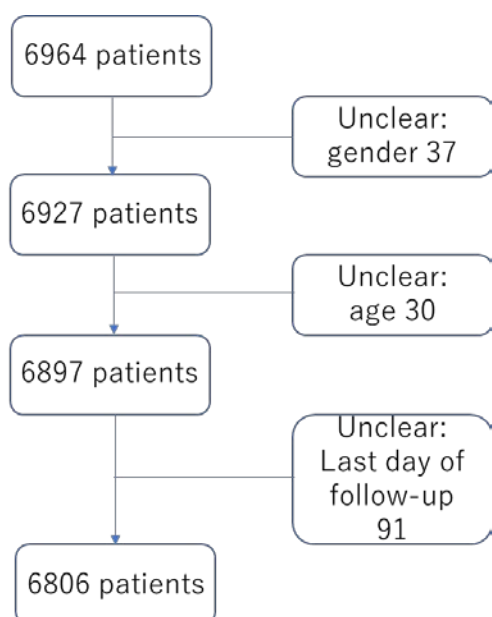 6964 patients
Unclear:
gender 37
6927 patients
Unclear:
age 30
6897 patients
Unclear:
Last day of
follow-up
91
6806 patients